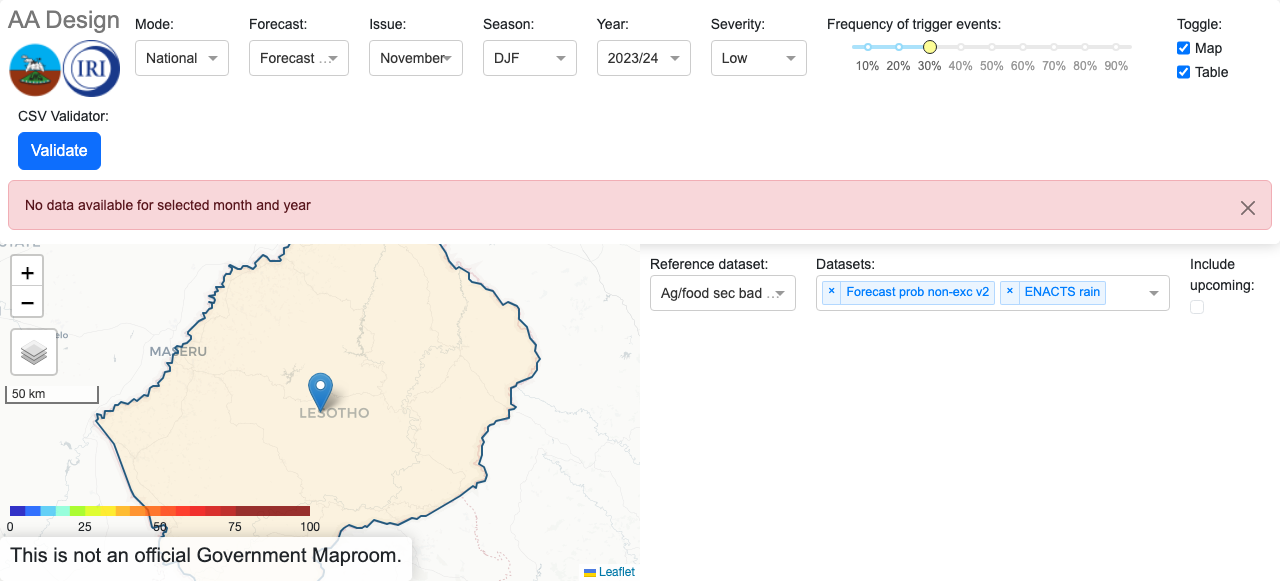 AA Design
IRI
Mode:
National
Forecast:
Forecast ...
Issue:
November
Season:
DJF
Year:
2023/24
Severity:
Low
Frequency of trigger events:
10% 20% 30% 40% 50% 60% 70% 80% 90%
Toggle:
Map
Table
CSV Validator:
Validate
No data available for selected month and year
+
−
elo
MASERU
LESOTHO
50 km
0 25 50 75 100
This is not an official Government Maproom.
Leaflet
Reference dataset:
Ag/food sec bad ...
Datasets:
× Forecast prob non-exc v2 × ENACTS rain
Include
upcoming: